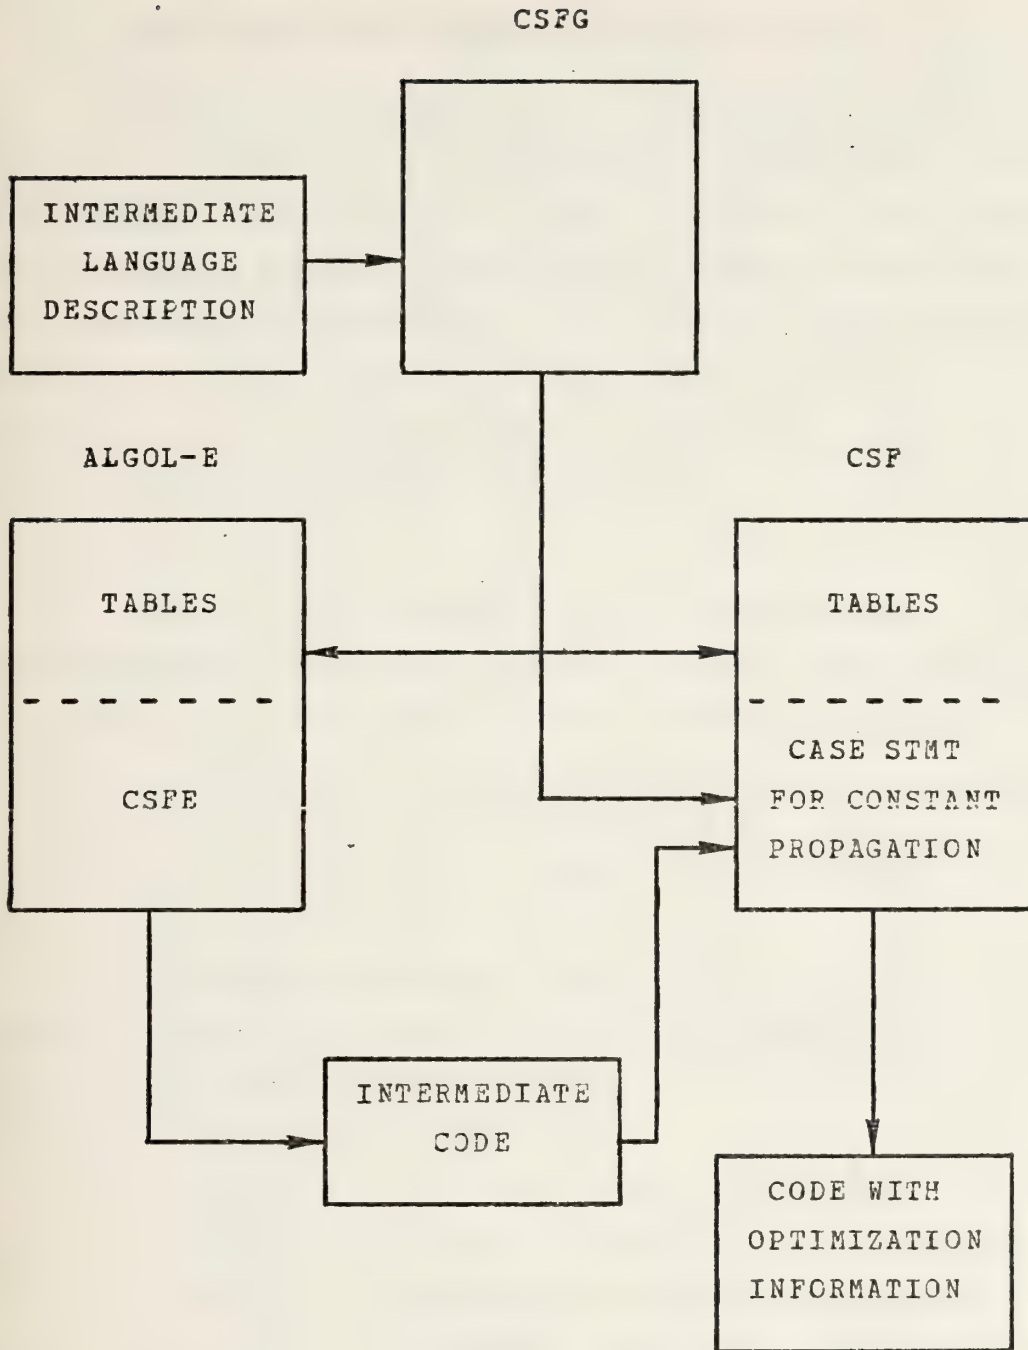 CSFG
INTERMEDIATE
LANGUAGE
DESCRIPTION
ALGOL-E
CSF
TABLES
TABLES
CSFE
CASE STMT
FOR CONSTANT
PROPAGATION
INTERMEDIATE
CODE
CODE WITH
OPTIMIZATION
INFORMATION